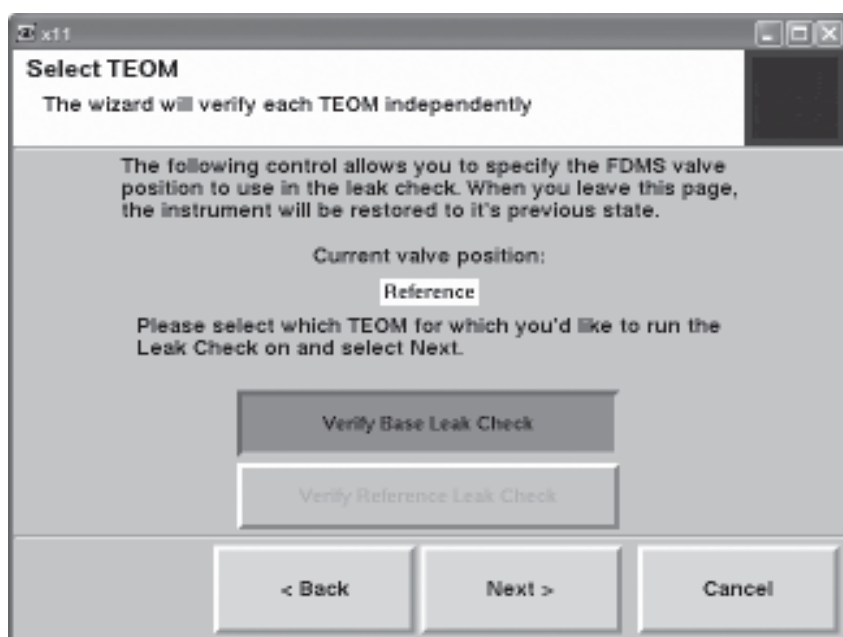 x11
Select TEOM
The wizard will verify each TEOM independently
The following control allows you to specify the FDMS valve
position to use in the leak check. When you leave this page,
the instrument will be restored to it's previous state.
Current valve position:
Reference
Please select which TEOM for which you'd like to run the
Leak Check on and select Next.
Verify Base Leak Check
Verify Reference Leak Check
< Back
Next >
Cancel